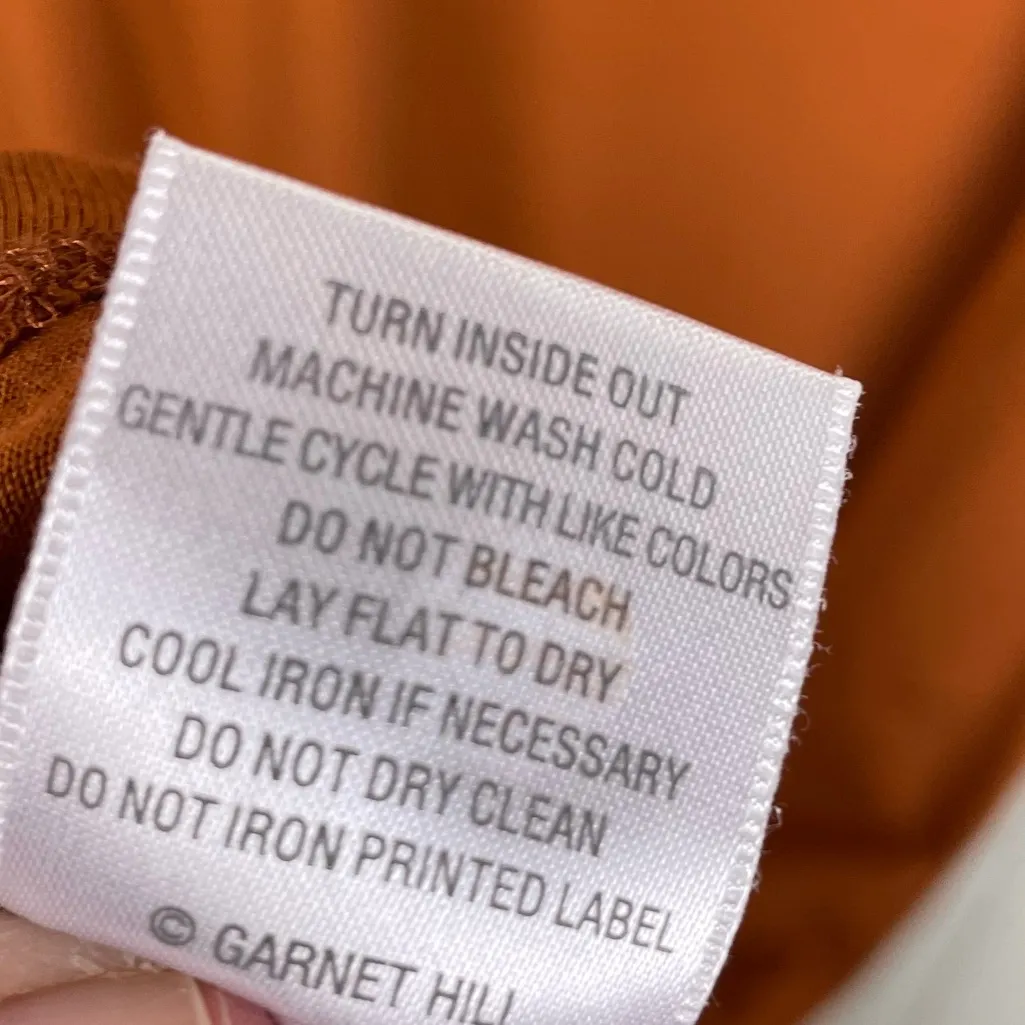 TURN INSIDE OUT
MACHINE WASH COLD
GENTLE CYCLE WITH LIKE COLORS
DO NOT BLEACH
LAY FLAT TO DRY
COOL IRON IF NECESSARY
DO NOT DRY CLEAN
DO NOT IRON PRINTED LABEL
© GARNET HILL